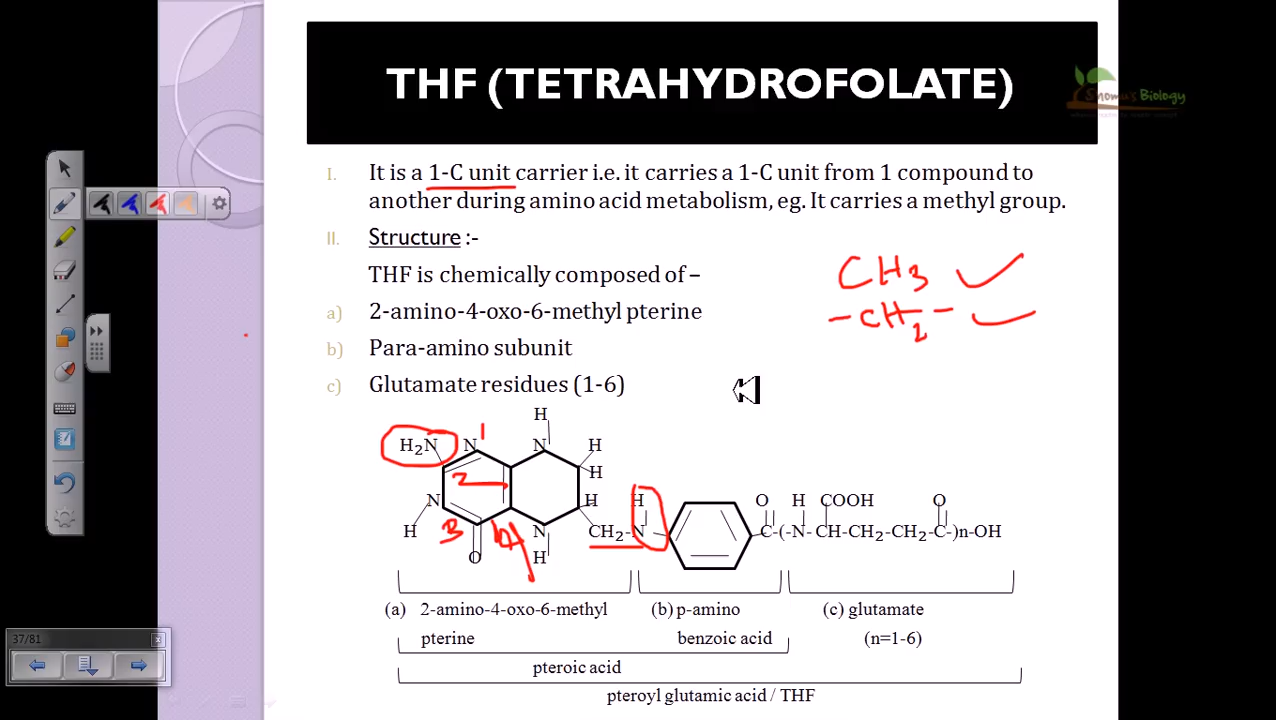 THF (TETRAHYDROFOLATE)
Shomu's Biology
I. It is a 1-C unit carrier i.e. it carries a 1-C unit from 1 compound to
another during amino acid metabolism, eg. It carries a methyl group.
II. Structure :-
THF is chemically composed of –
CH3
a) 2-amino-4-oxo-6-methyl pterine
-CH2-
b) Para-amino subunit
c) Glutamate residues (1-6)
H
1
H2N N N H
2 H
N H H O H COOH O
H 3 4 N CH2-N C-(-N- CH-CH2-CH2-C-)n-OH
O H
(a) 2-amino-4-oxo-6-methyl (b) p-amino (c) glutamate
pterine benzoic acid (n=1-6)
pteroic acid
pteroyl glutamic acid / THF
37/81